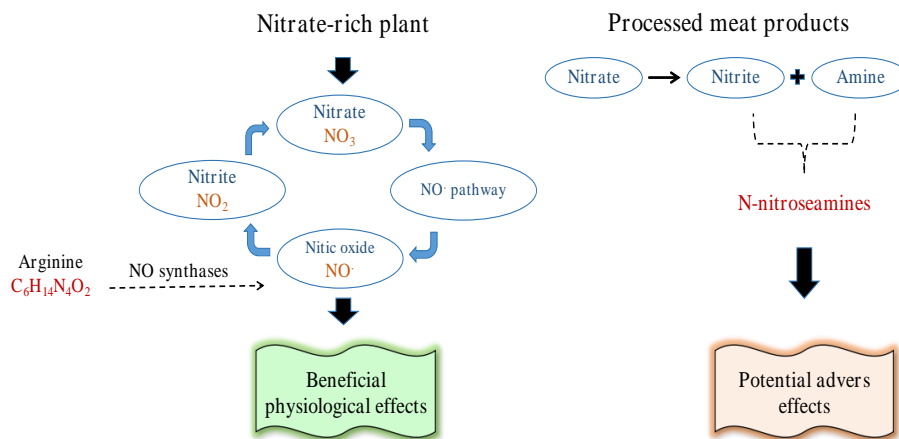 Nitrate-rich plant
Nitrate
NO₃
NO· pathway
Nitic oxide
NO·
Nitrite
NO₂
Arginine
C₆H₁₄N₄O₂
NO synthases
Beneficial
physiological effects
Processed meat products
Nitrate
Nitrite
+
Amine
N-nitroseamines
Potential advers
effects